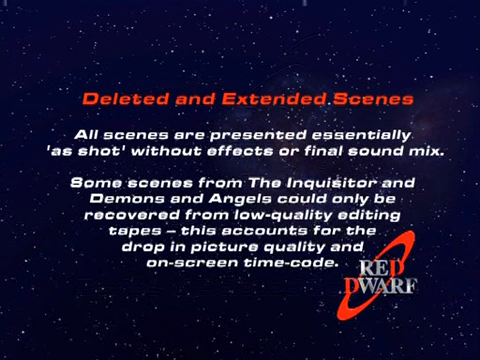 Deleted and Extended Scenes
All scenes are presented essentially
'as shot' without effects or final sound mix.
Some scenes from The Inquisitor and
Demons and Angels could only be
recovered from low-quality editing
tapes – this accounts for the
drop in picture quality and
on-screen time-code.
RED
DWARF